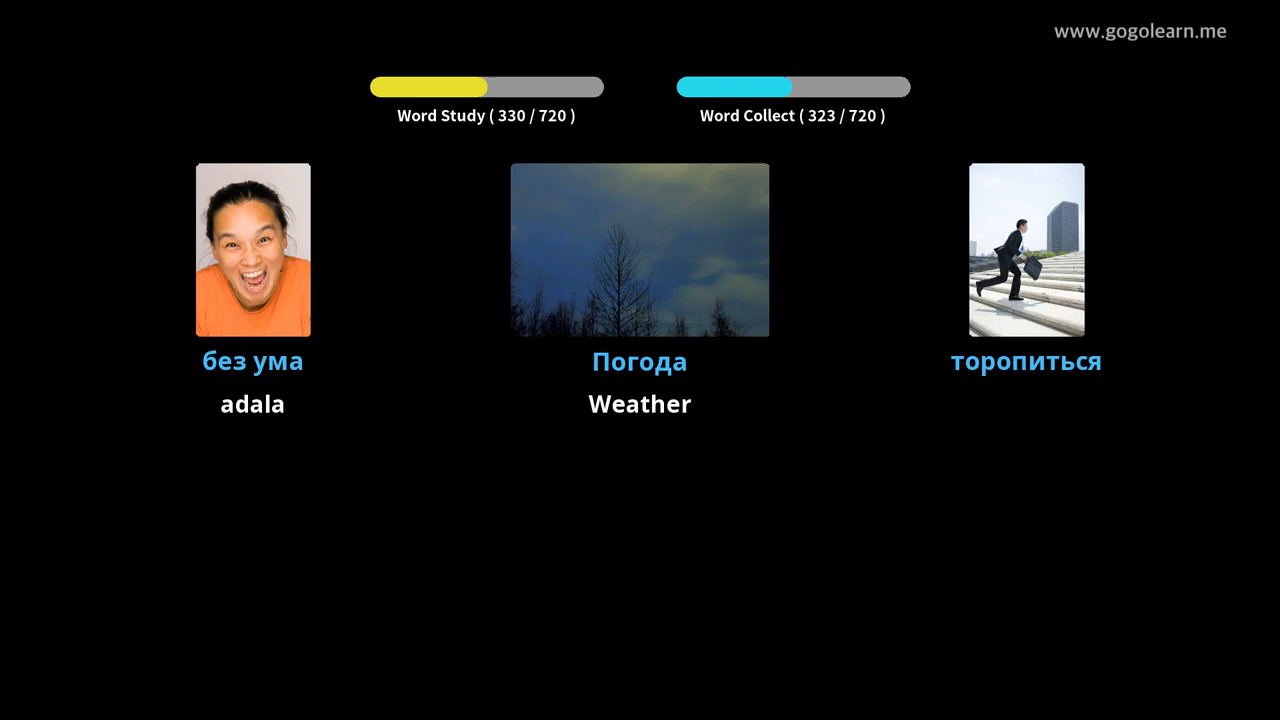 www.gogolearn.me
Word Study ( 330 / 720 )
Word Collect ( 323 / 720 )
без ума
Погода
торопиться
adala
Weather